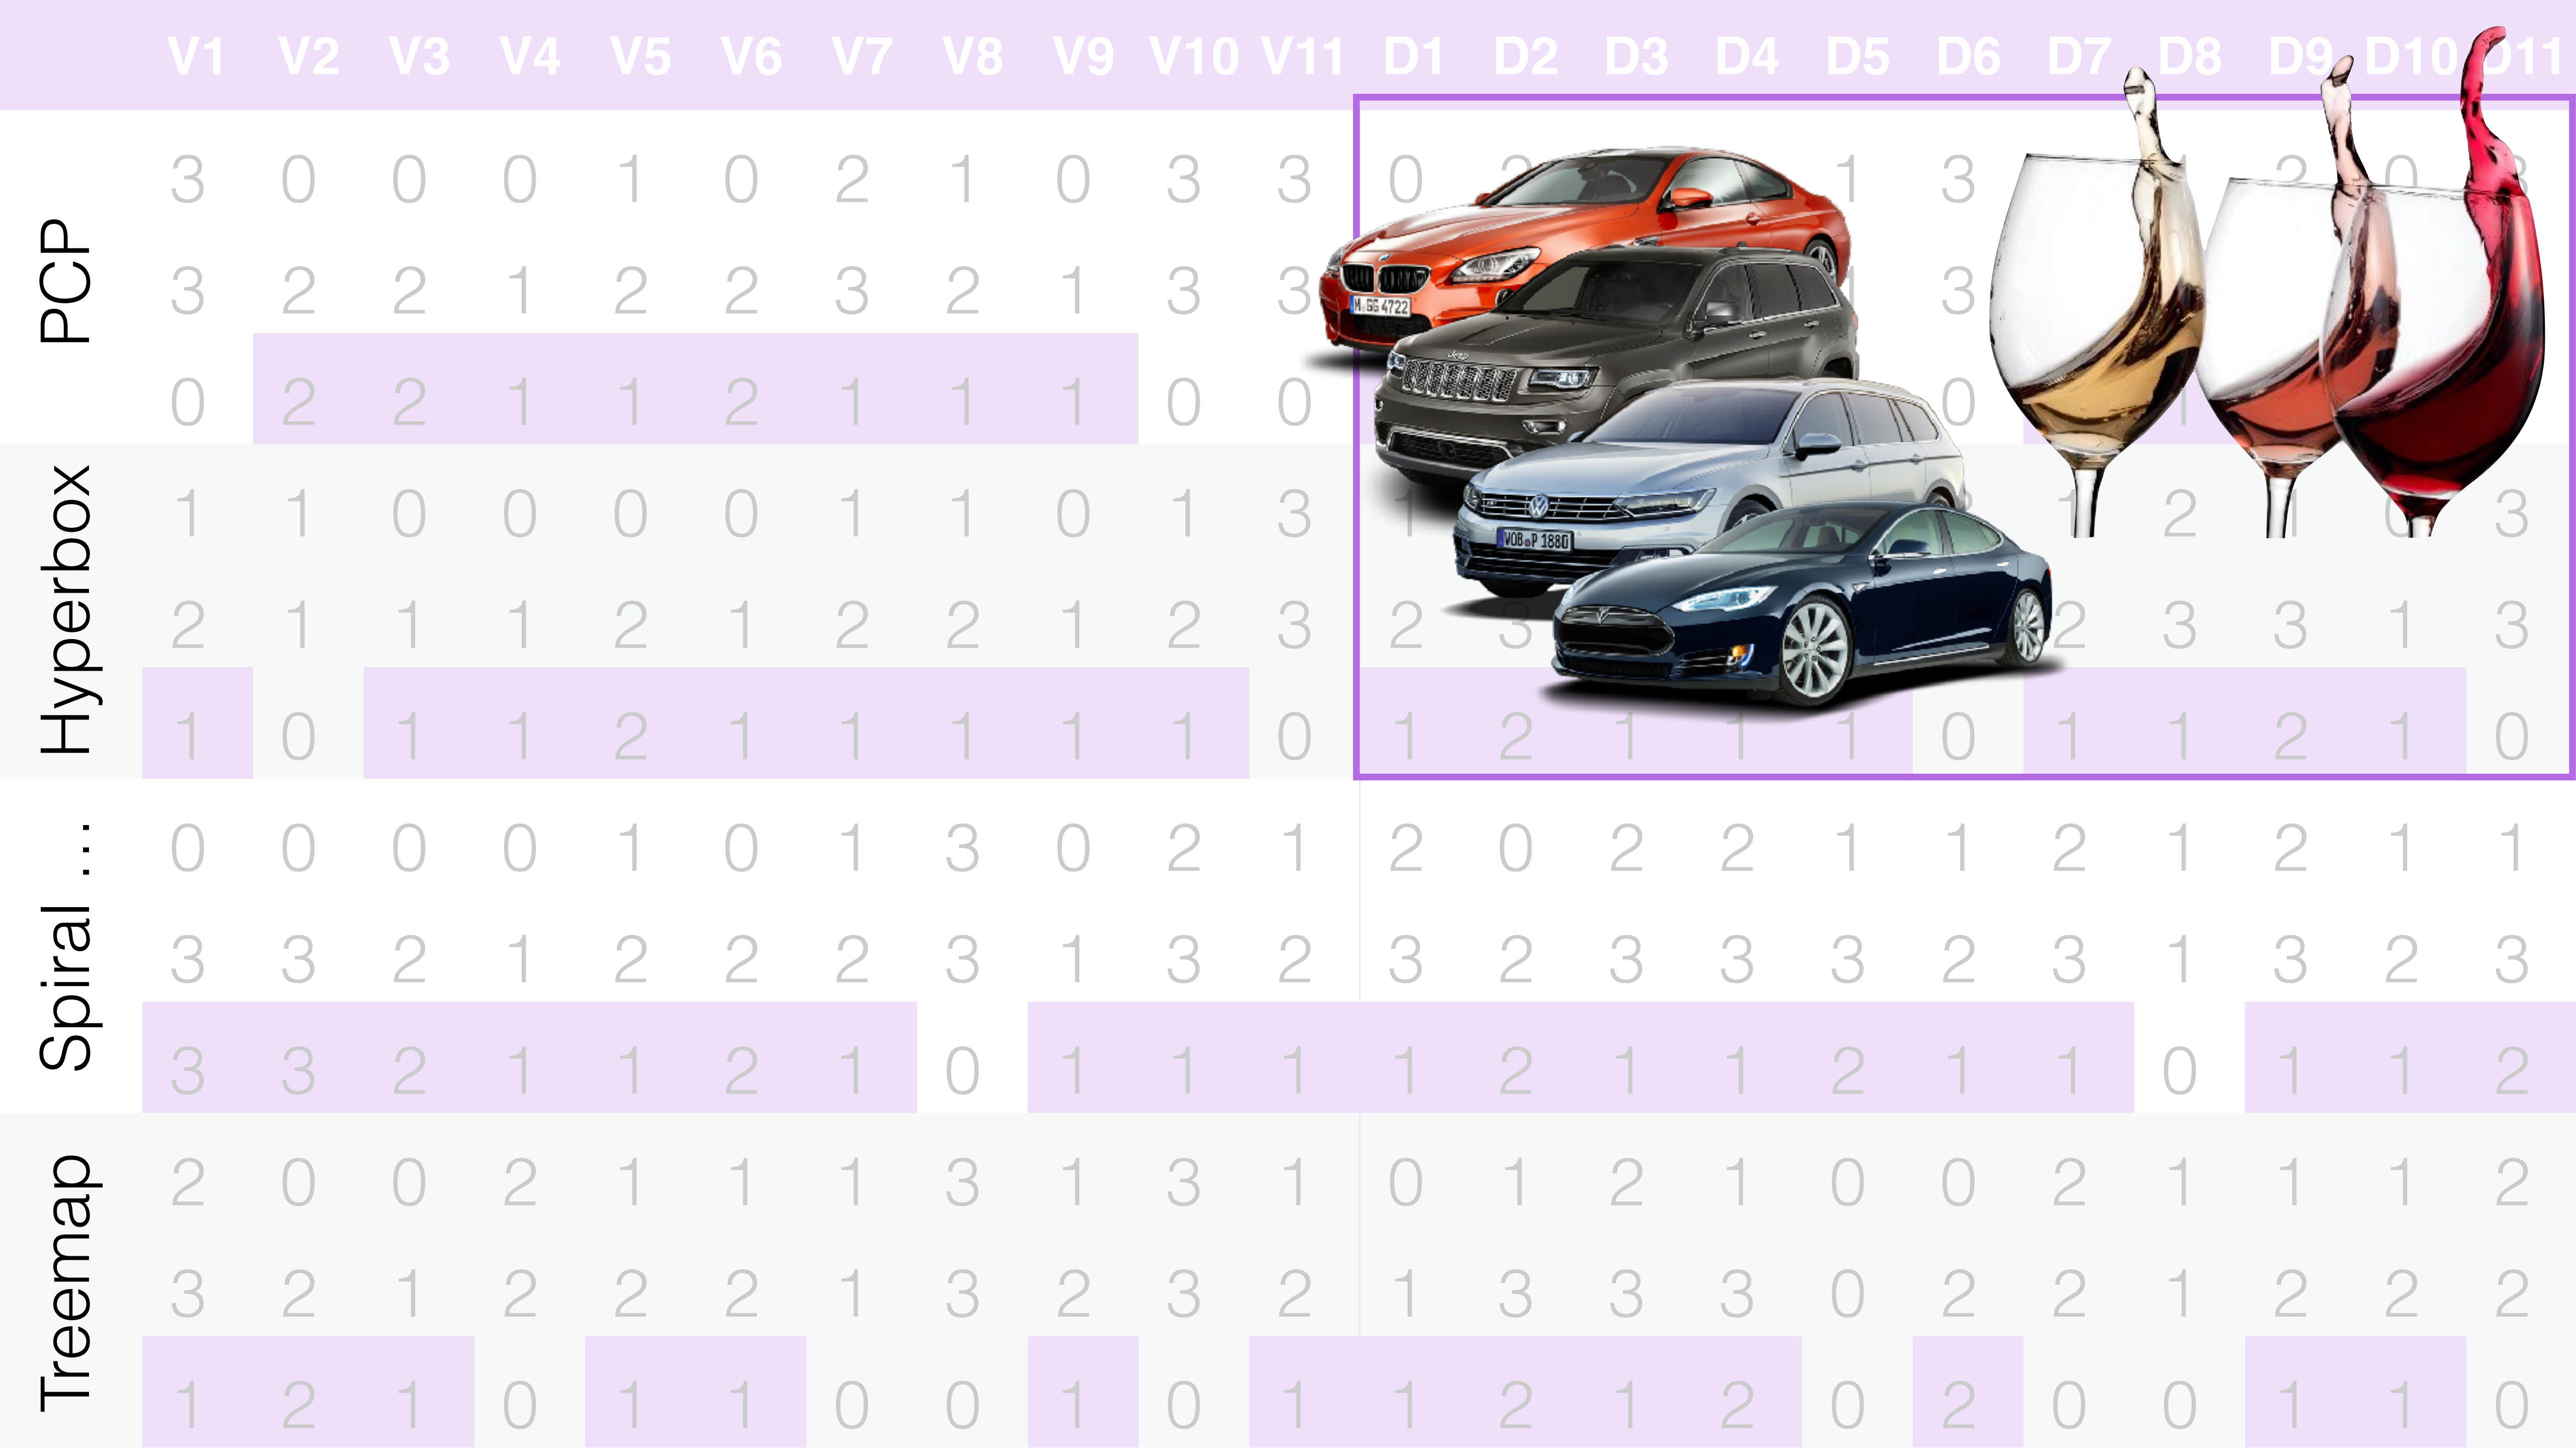 V1 V2 V3 V4 V5 V6 V7 V8 V9 V10 V11 D1 D2 D3 D4 D5 D6 D7 D8 D9 D10 D11
PCP
3 0 0 0 1 0 2 1 0 3 3 0 1 3 0
3 2 2 1 2 2 3 2 1 3 3 3
0 2 2 1 1 2 1 1 1 0 0 0
M GG 4722
Jeep
Hyperbox
1 1 0 0 0 0 1 1 0 1 3 1 1 2 1 0 3
2 1 1 1 2 1 2 2 1 2 3 2 3 2 3 3 1 3
1 0 1 1 2 1 1 1 1 1 0 1 2 1 1 1 0 1 1 2 1 0
WOB P 1880
Spiral ...
0 0 0 0 1 0 1 3 0 2 1 2 0 2 2 1 1 2 1 2 1 1
3 3 2 1 2 2 2 3 1 3 2 3 2 3 3 3 2 3 1 3 2 3
3 3 2 1 1 2 1 0 1 1 1 1 2 1 1 2 1 1 0 1 1 2
Treemap
2 0 0 2 1 1 1 3 1 3 1 0 1 2 1 0 0 2 1 1 1 2
3 2 1 2 2 2 1 3 2 3 2 1 3 3 3 0 2 2 1 2 2 2
1 2 1 0 1 1 0 0 1 0 1 1 2 1 2 0 2 0 0 1 1 0